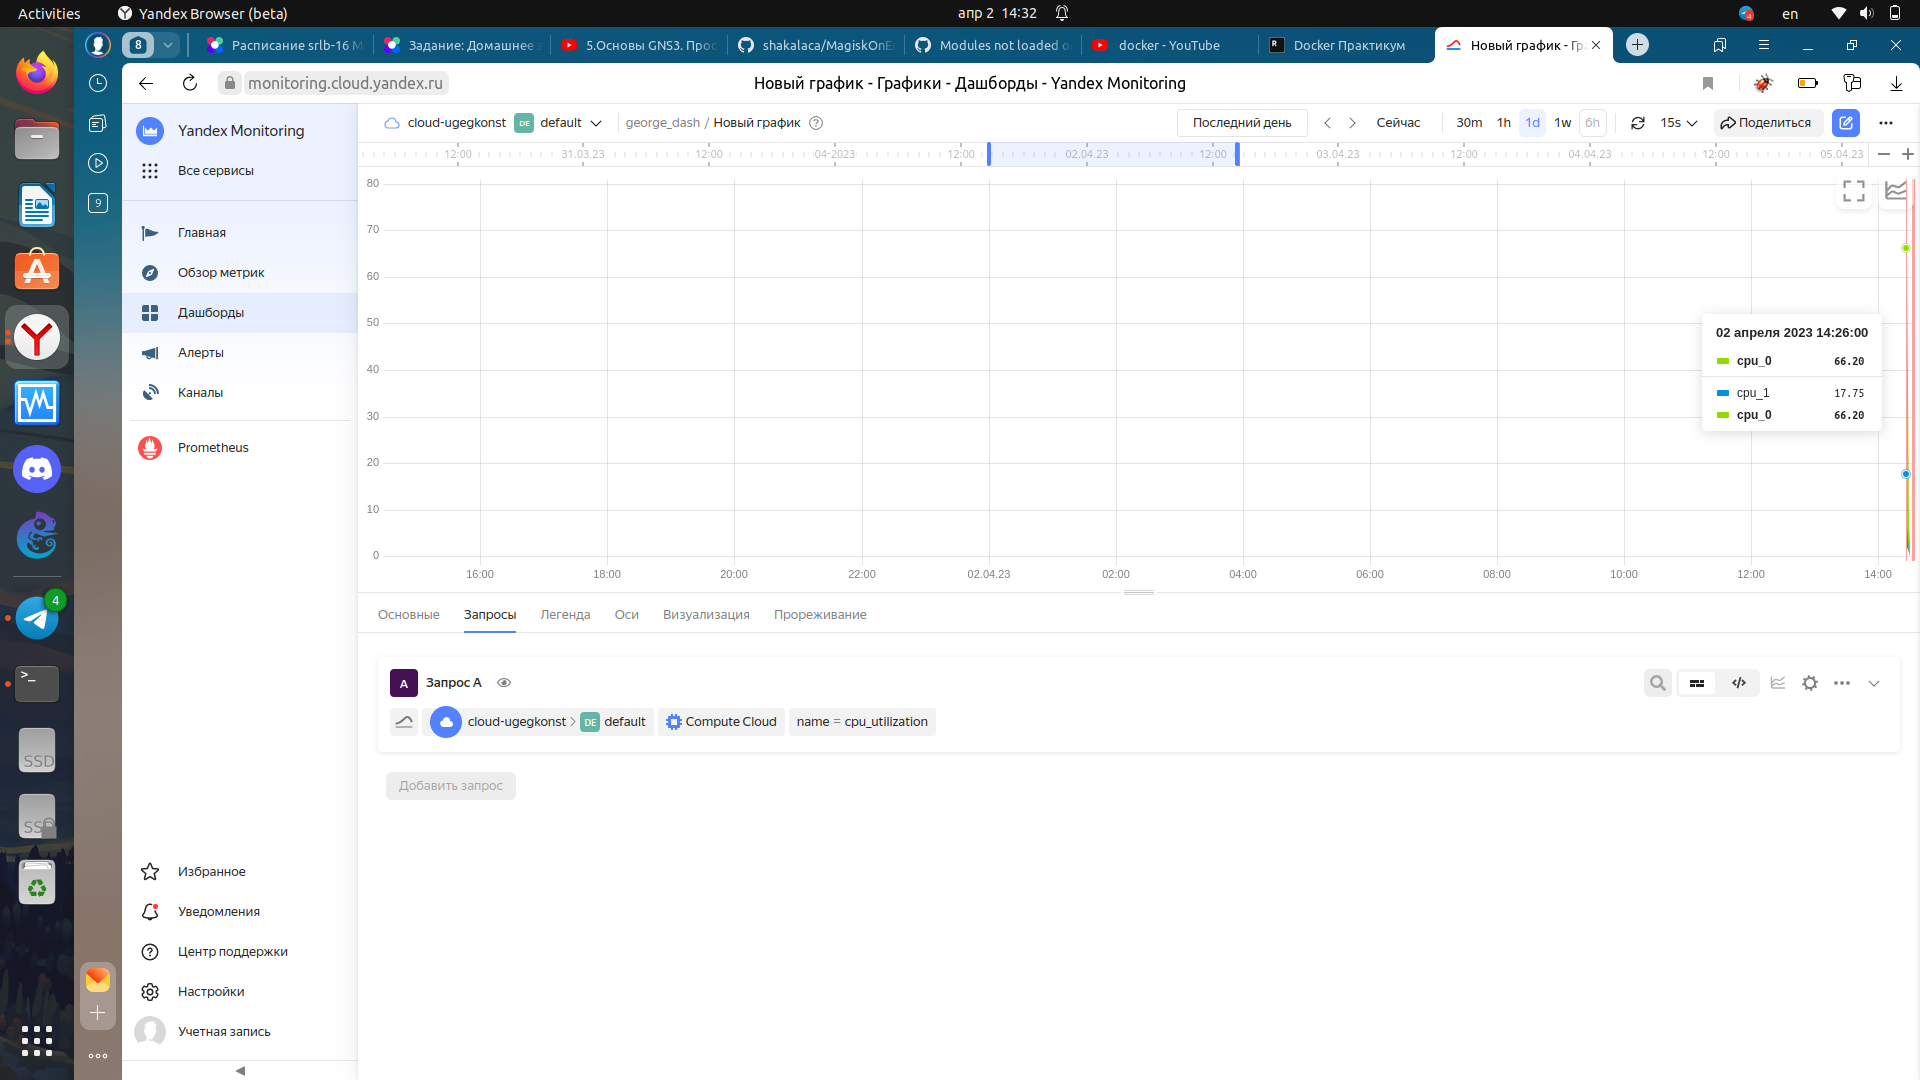 Activities
Yandex Browser (beta)
апр 2 14:32
en
8
Расписание srlb-16 М
Задание: Домашнее з
5.Основы GNS3. Прос
shakalaca/MagiskOnE
Modules not loaded o
docker - YouTube
Docker Практикум
Новый график - Гр
monitoring.cloud.yandex.ru
Новый график - Графики - Дашборды - Yandex Monitoring
9
Yandex Monitoring
Все сервисы
Главная
Обзор метрик
Дашборды
Алерты
Каналы
Prometheus
Избранное
Уведомления
Центр поддержки
Настройки
Учетная запись
cloud-ugegkonst DE default
george_dash / Новый график
Последний день
Сейчас
30m 1h 1d 1w 6h
15s
Поделиться
12:00 31.03.23 12:00 04-2023 12:00 02.04.23 12:00 03.04.23 12:00 04.04.23 12:00 05.04.23
80
70
60
50
40
30
20
10
0
16:00 18:00 20:00 22:00 02.04.23 02:00 04:00 06:00 08:00 10:00 12:00 14:00
02 апреля 2023 14:26:00
cpu_0 66.20
cpu_1 17.75
cpu_0 66.20
Основные Запросы Легенда Оси Визуализация Прореживание
A Запрос A
cloud-ugegkonst DE default Compute Cloud name = cpu_utilization
Добавить запрос
4
SSD
SSD